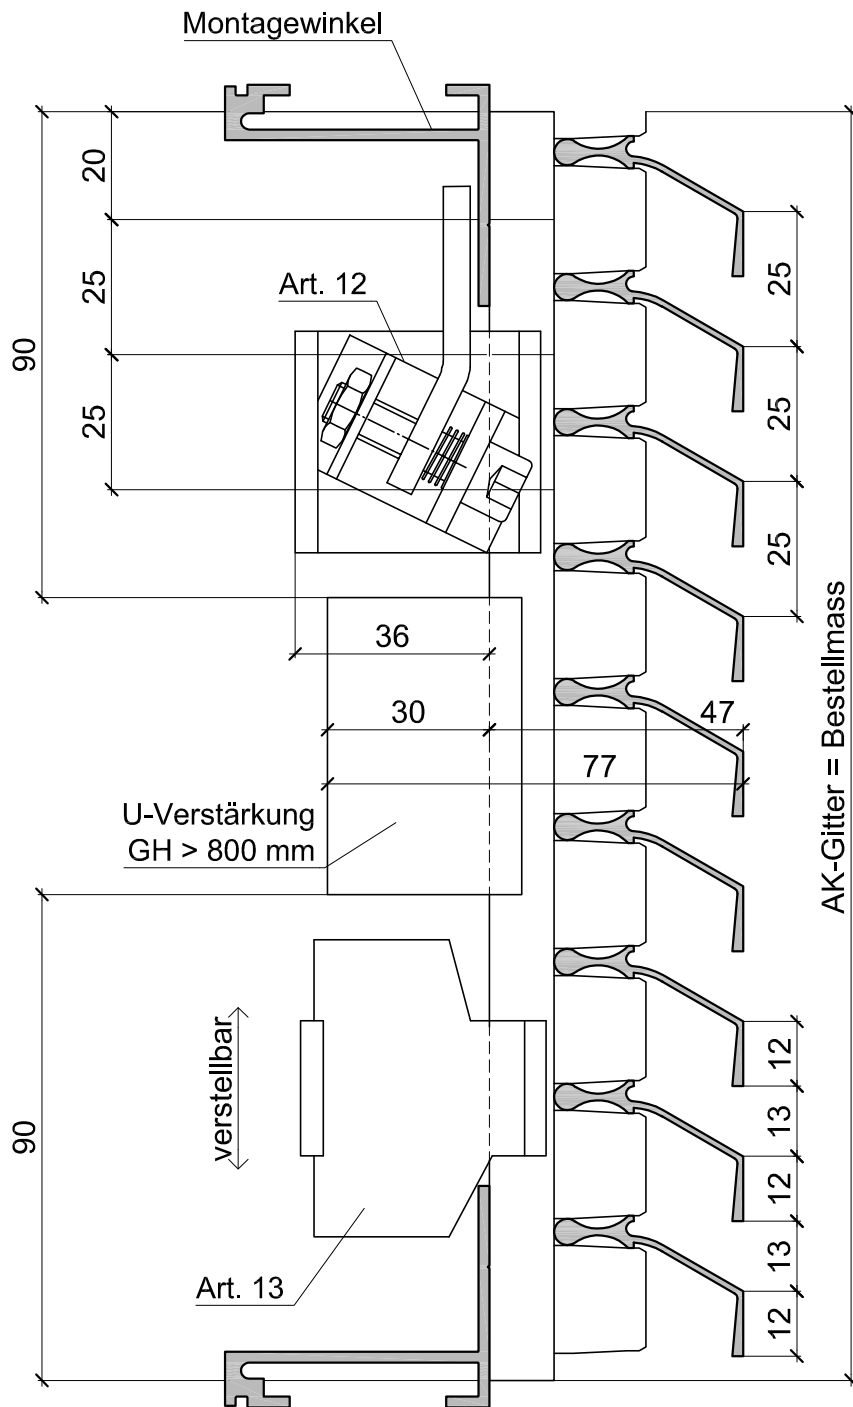 Montagewinkel
20
25
Art. 12
25
90
25
25
25
36
30
47
77
U-Verstärkung
GH > 800 mm
AK-Gitter = Bestellmass
verstellbar
90
12
13
12
13
12
Art. 13